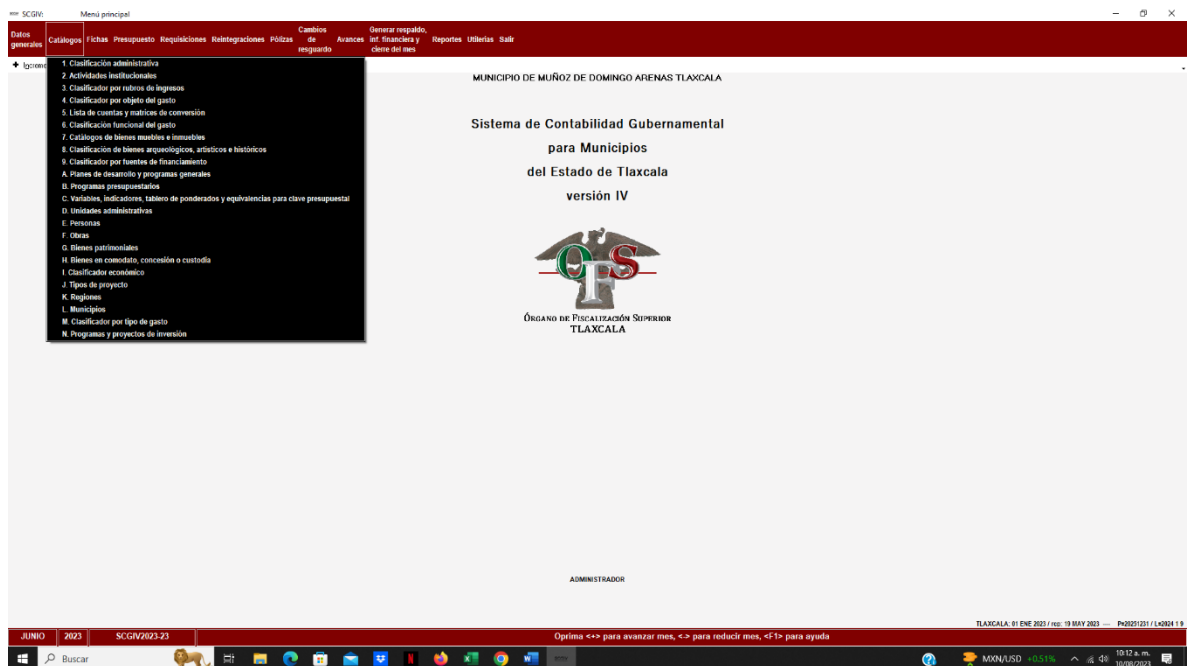 SCGIV: Menú principal
Datos generales Catálogos Fichas Presupuesto Requisiciones Reintegraciones Pólizas Cambios de resguardo Avances Generar respaldo, inf. financiera y cierre del mes Reportes Utilerias Salir
1. Clasificación administrativa
2. Actividades institucionales
3. Clasificador por rubros de ingresos
4. Clasificador por objeto del gasto
5. Lista de cuentas y matrices de conversión
6. Clasificación funcional del gasto
7. Catálogos de bienes muebles e inmuebles
8. Clasificación de bienes arqueológicos, artísticos e históricos
9. Clasificador por fuentes de financiamiento
A. Planes de desarrollo y programas generales
B. Programas presupuestarios
C. Variables, indicadores, tablero de ponderados y equivalencias para clave presupuestal
D. Unidades administrativas
E. Personas
F. Obras
G. Bienes patrimoniales
H. Bienes en comodato, concesión o custodia
I. Clasificador económico
J. Tipos de proyecto
K. Regiones
L. Municipios
M. Clasificador por tipo de gasto
N. Programas y proyectos de inversión
MUNICIPIO DE MUÑOZ DE DOMINGO ARENAS TLAXCALA
Sistema de Contabilidad Gubernamental
para Municipios
del Estado de Tlaxcala
versión IV
OFS
ÓRGANO DE FISCALIZACIÓN SUPERIOR
TLAXCALA
ADMINISTRADOR
TLAXCALA: 01 ENE 2023 / rep: 19 MAY 2023 --- P#20251231 / L#2024 1 9
JUNIO 2023 SCGIV2023-23 Oprima <+> para avanzar mes, <-> para reducir mes, <F1> para ayuda
Buscar MXN/USD +0.51% 10:12 a. m.
10/08/2023